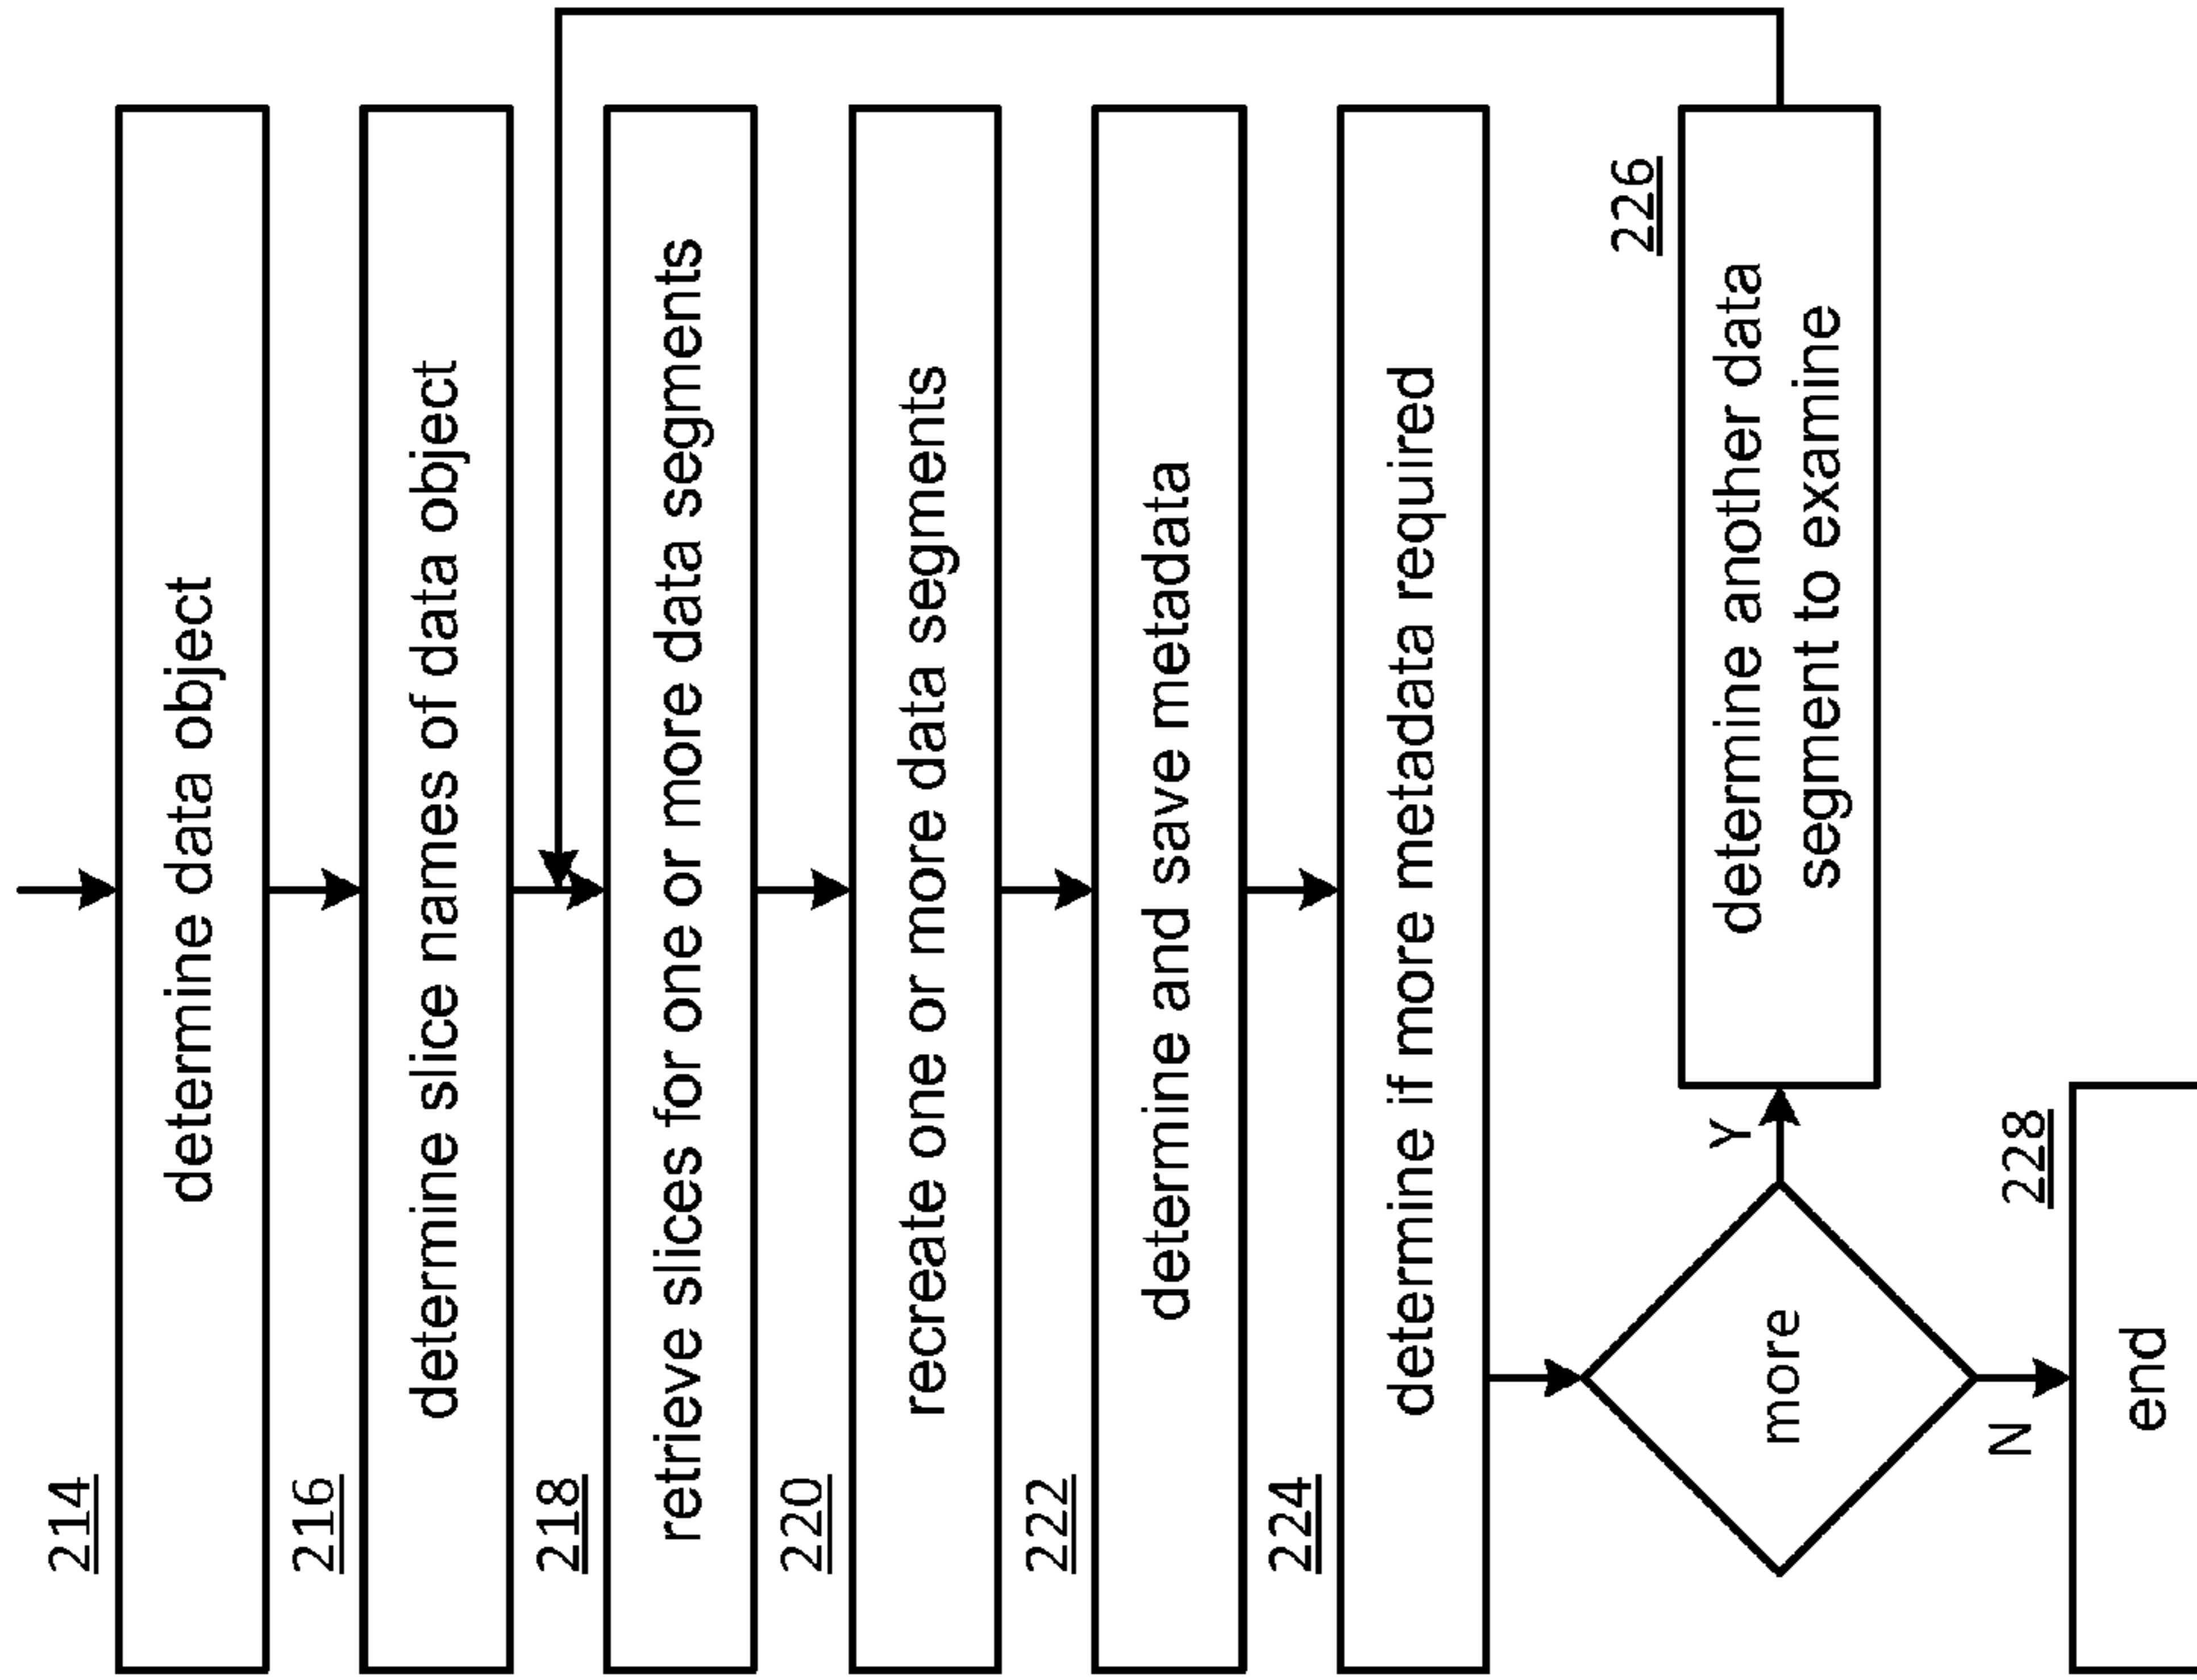 214
determine data object
216
determine slice names of data object
218
retrieve slices for one or more data segments
220
recreate one or more data segments
222
determine and save metadata
224
determine if more metadata required
more
Y
226
determine another data
segment to examine
N
228
end